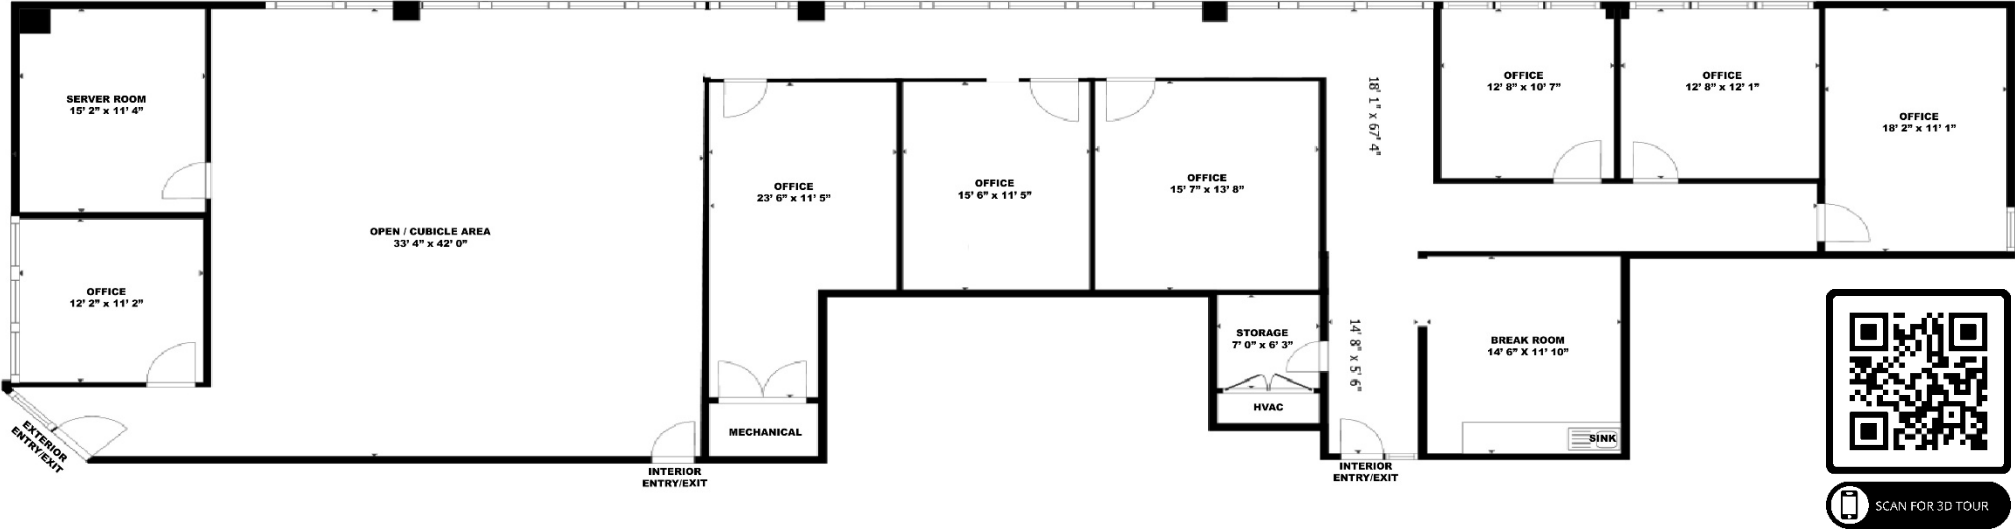 SERVER ROOM
15' 2" x 11' 4"
OFFICE
12' 2" x 11' 2"
EXTERIOR
ENTRY/EXIT
OPEN / CUBICLE AREA
33' 4" x 42' 0"
INTERIOR
ENTRY/EXIT
OFFICE
23' 6" x 11' 5"
MECHANICAL
OFFICE
15' 6" x 11' 5"
OFFICE
15' 7" x 13' 8"
STORAGE
7' 0" x 6' 3"
HVAC
18' 1" x 67' 4"
14' 8" x 5' 6"
INTERIOR
ENTRY/EXIT
OFFICE
12' 8" x 10' 7"
OFFICE
12' 8" x 12' 1"
OFFICE
18' 2" x 11' 1"
BREAK ROOM
14' 6" X 11' 10"
SINK
SCAN FOR 3D TOUR